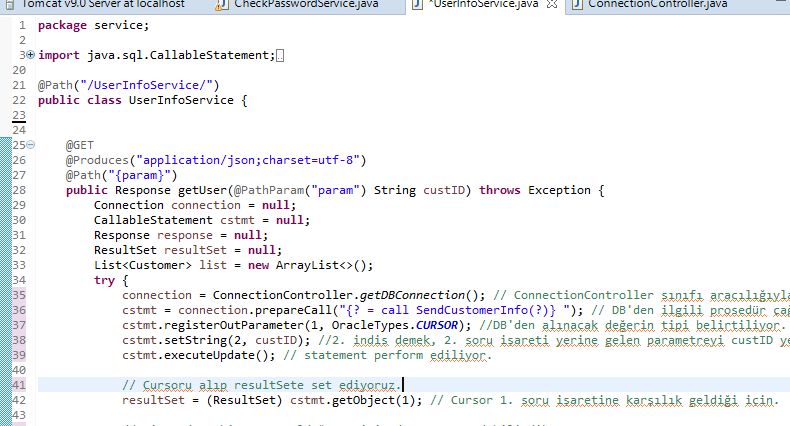 Tomcat v9.0 Server at localhost CheckPasswordService.java *UserInfoService.java ConnectionController.java
1 package service;
2
3 import java.sql.CallableStatement;
20
21 @Path("/UserInfoService/")
22 public class UserInfoService {
23
24
25 @GET
26 @Produces("application/json;charset=utf-8")
27 @Path("{param}")
28 public Response getUser(@PathParam("param") String custID) throws Exception {
29 Connection connection = null;
30 CallableStatement cstmt = null;
31 Response response = null;
32 ResultSet resultSet = null;
33 List<Customer> list = new ArrayList<>();
34 try {
35 connection = ConnectionController.getDBConnection(); // ConnectionController sınıfı aracılığıyla
36 cstmt = connection.prepareCall("{? = call SendCustomerInfo(?)} "); // DB'den ilgili prosedür çağ
37 cstmt.registerOutParameter(1, OracleTypes.CURSOR); //DB'den alınacak değerin tipi belirtiliyor.
38 cstmt.setString(2, custID); //2. indis demek, 2. soru isareti yerine gelen parametreyi custID ye
39 cstmt.executeUpdate(); // statement perform ediliyor.
40
41 // Cursoru alıp resultSete set ediyoruz.
42 resultSet = (ResultSet) cstmt.getObject(1); // Cursor 1. soru isaretine karşılık geldiği için.
43